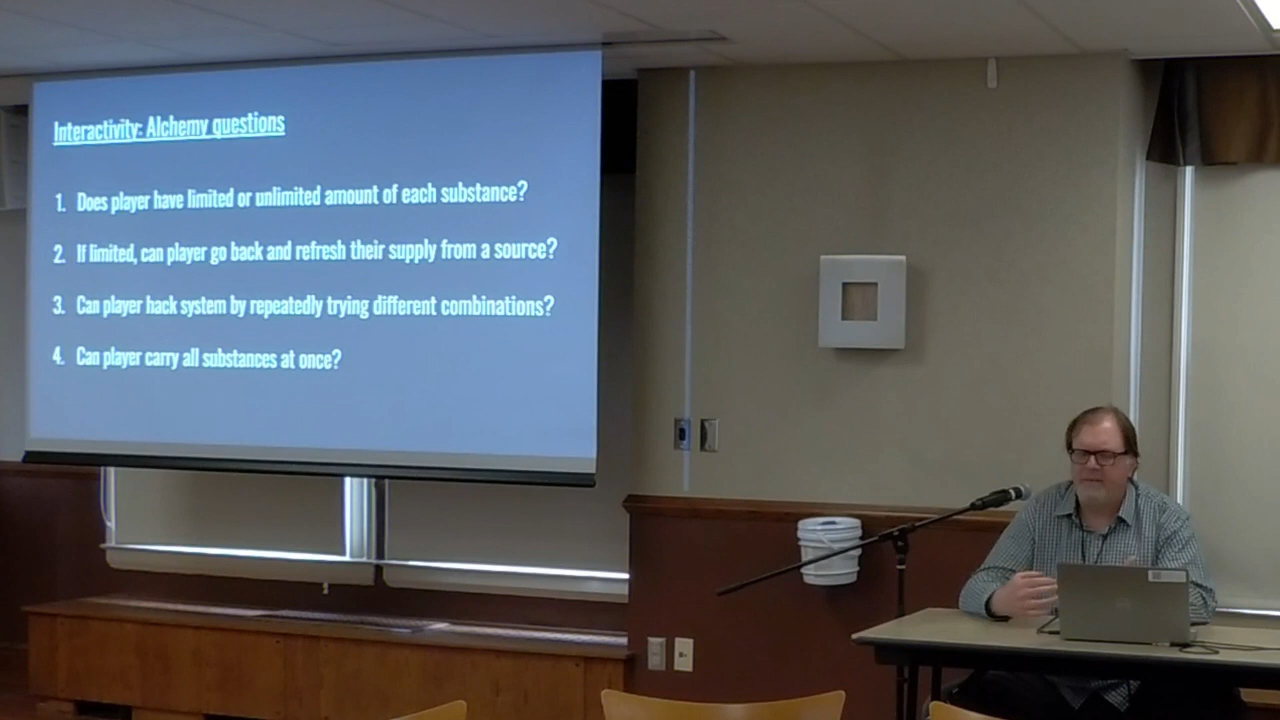 Interactivity: Alchemy questions
1. Does player have limited or unlimited amount of each substance?
2. If limited, can player go back and refresh their supply from a source?
3. Can player hack system by repeatedly trying different combinations?
4. Can player carry all substances at once?